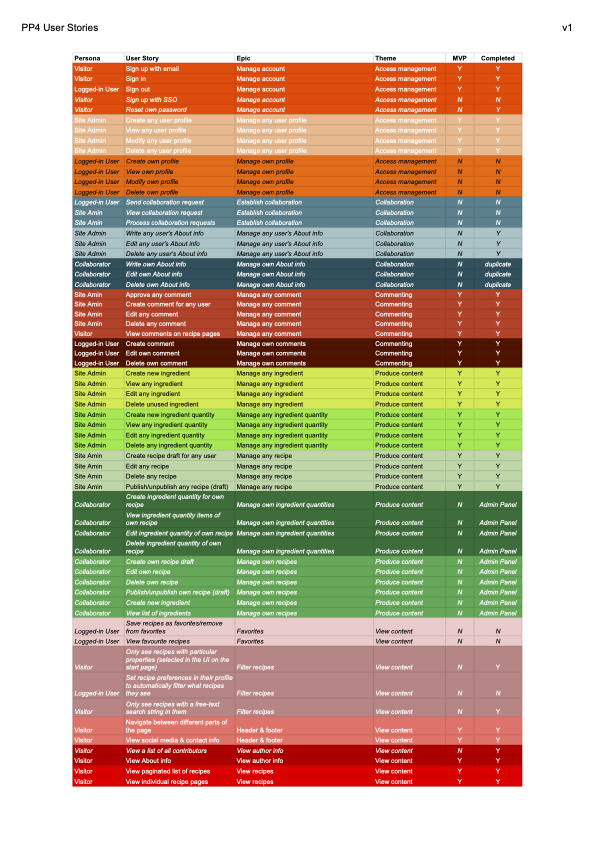 PP4 User Stories v1
Persona User Story Epic Theme MVP Completed
Visitor Sign up with email Manage account Access management Y Y
Visitor Sign in Manage account Access management Y Y
Logged-in User Sign out Manage account Access management Y Y
Visitor Sign up with SSO Manage account Access management N N
Visitor Reset own password Manage account Access management N Y
Site Admin Create any user profile Manage any user profile Access management Y Y
Site Admin View any user profile Manage any user profile Access management Y Y
Site Admin Modify any user profile Manage any user profile Access management Y Y
Site Admin Delete any user profile Manage any user profile Access management Y Y
Logged-in User Create own profile Manage own profile Access management N N
Logged-in User View own profile Manage own profile Access management N N
Logged-in User Modify own profile Manage own profile Access management N N
Logged-in User Delete own profile Manage own profile Access management N N
Logged-in User Send collaboration request Establish collaboration Collaboration N N
Site Amin View collaboration request Establish collaboration Collaboration N N
Site Amin Process collaboration requests Establish collaboration Collaboration N N
Site Admin Write any user's About info Manage any user's About info Collaboration N Y
Site Admin Edit any user's About info Manage any user's About info Collaboration N Y
Site Admin Delete any user's About info Manage any user's About info Collaboration N Y
Collaborator Write own About info Manage own About info Collaboration N duplicate
Collaborator Edit own About info Manage own About info Collaboration N duplicate
Collaborator Delete own About info Manage own About info Collaboration N duplicate
Site Amin Approve any comment Manage any comment Commenting Y Y
Site Amin Create comment for any user Manage any comment Commenting Y Y
Site Amin Edit any comment Manage any comment Commenting Y Y
Site Amin Delete any comment Manage any comment Commenting Y Y
Visitor View comments on recipe pages Manage any comment Commenting Y Y
Logged-in User Create comment Manage own comments Commenting Y Y
Logged-in User Edit own comment Manage own comments Commenting Y Y
Logged-in User Delete own comment Manage own comments Commenting Y Y
Site Admin Create new ingredient Manage any ingredient Produce content Y Y
Site Admin View any ingredient Manage any ingredient Produce content Y Y
Site Admin Edit any ingredient Manage any ingredient Produce content Y Y
Site Admin Delete unused ingredient Manage any ingredient Produce content Y Y
Site Admin Create new ingredient quantity Manage any ingredient quantity Produce content Y Y
Site Admin View any ingredient quantity Manage any ingredient quantity Produce content Y Y
Site Admin Edit any ingredient quantity Manage any ingredient quantity Produce content Y Y
Site Admin Delete any ingredient quantity Manage any ingredient quantity Produce content Y Y
Site Amin Create recipe draft for any user Manage any recipe Produce content Y Y
Site Amin Edit any recipe Manage any recipe Produce content Y Y
Site Amin Delete any recipe Manage any recipe Produce content Y Y
Site Amin Publish/unpublish any recipe (draft) Manage any recipe Produce content Y Y
Create ingredient quantity for own
Collaborator recipe Manage own ingredient quantities Produce content N Admin Panel
View ingredient quantity items of
Collaborator own recipe Manage own ingredient quantities Produce content N Admin Panel
Collaborator Edit ingredient quantity of own recipe Manage own ingredient quantities Produce content N Admin Panel
Delete ingredient quantity of own
Collaborator recipe Manage own ingredient quantities Produce content N Admin Panel
Collaborator Create own recipe draft Manage own recipes Produce content N Admin Panel
Collaborator Edit own recipe Manage own recipes Produce content N Admin Panel
Collaborator Delete own recipe Manage own recipes Produce content N Admin Panel
Collaborator Publish/unpublish own recipe (draft) Manage own recipes Produce content N Admin Panel
Collaborator Create new ingredient Manage own recipes Produce content N Admin Panel
Collaborator View list of ingredients Manage own recipes Produce content N Admin Panel
Save recipes as favorites/remove
Logged-in User from favorites Favorites View content N N
Logged-in User View favourite recipes Favorites View content N N
Only see recipes with particular
properties (selected in the UI on the
Visitor start page) Filter recipes View content N Y
Set recipe preferences in their profile
to automatically filter what recipes
Logged-in User they see Filter recipes View content N N
Only see recipes with a free-text
Visitor search string in them Filter recipes View content N Y
Navigate between different parts of
Visitor the page Header & footer View content Y Y
Visitor View social media & contact info Header & footer View content Y Y
Visitor View a list of all contributors View author info View content N Y
Visitor View About info View author info View content Y Y
Visitor View paginated list of recipes View recipes View content Y Y
Visitor View individual recipe pages View recipes View content Y Y